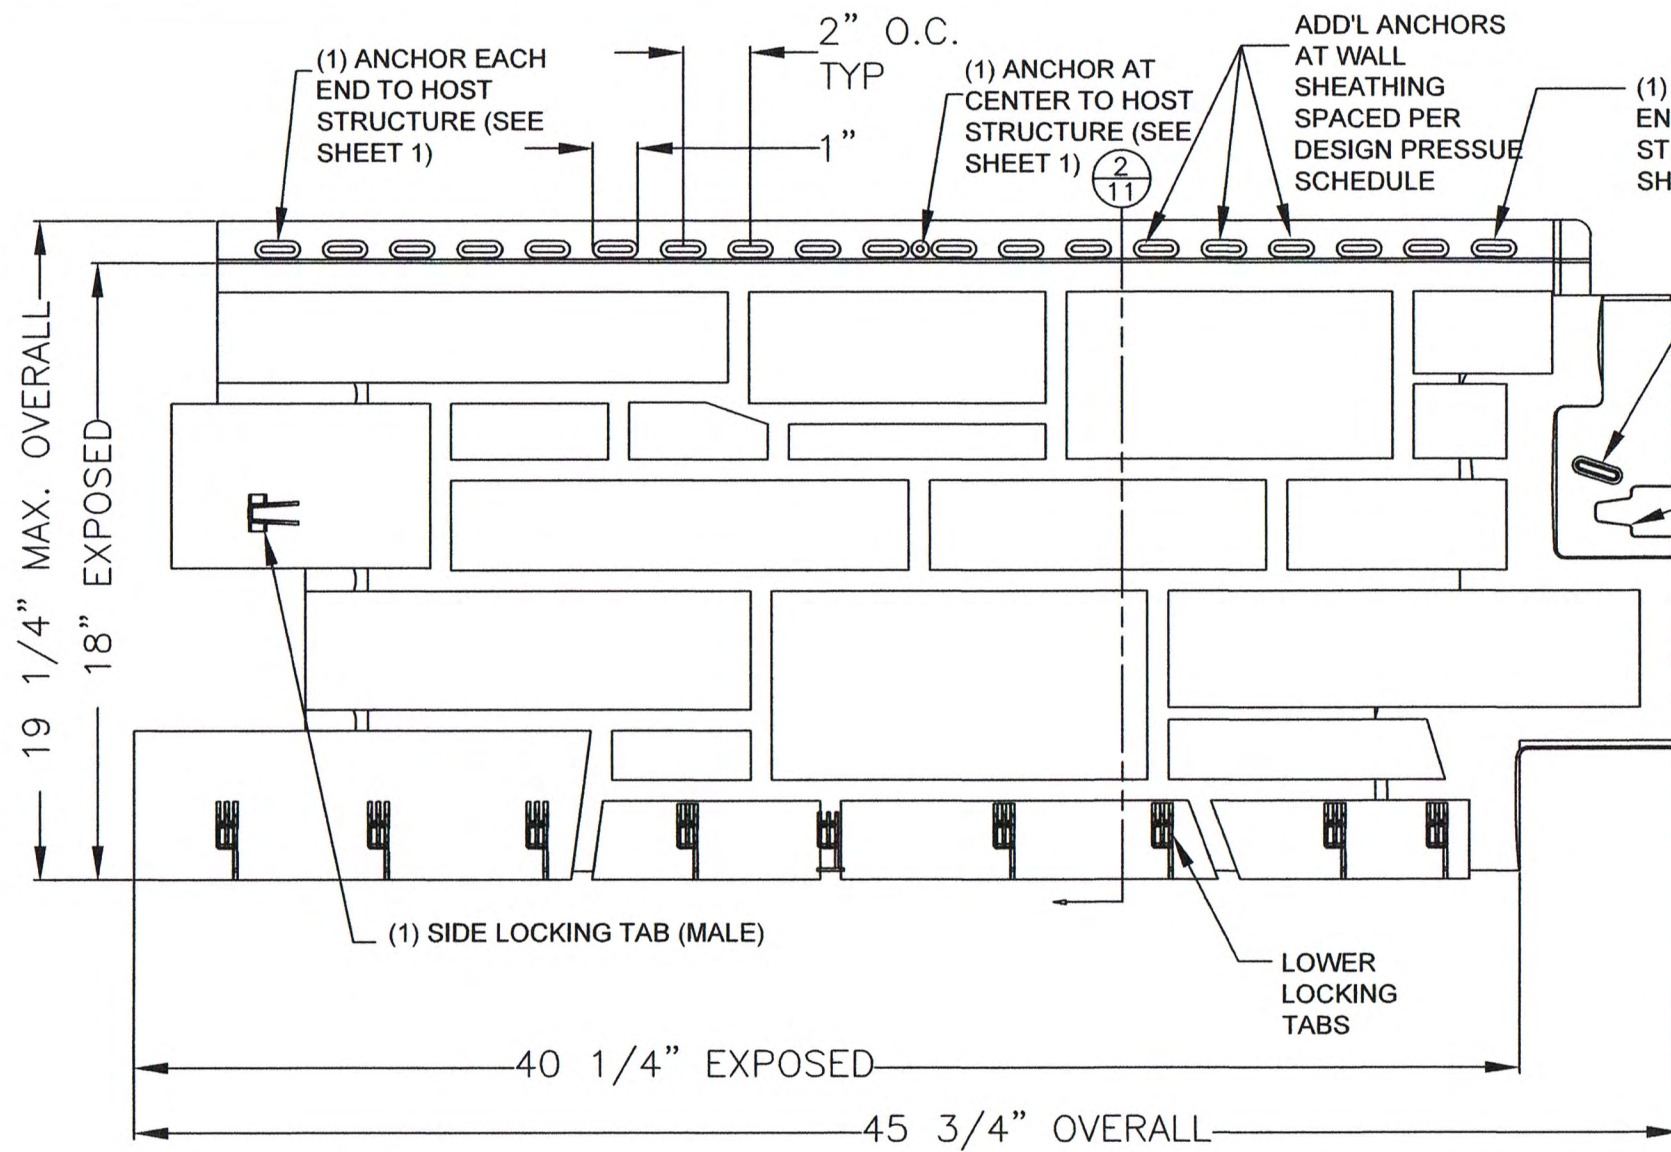 (1) ANCHOR EACH
END TO HOST
STRUCTURE (SEE
SHEET 1)
2” O.C.
TYP
1”
(1) ANCHOR AT
CENTER TO HOST
STRUCTURE (SEE
SHEET 1)
2
11
ADD'L ANCHORS
AT WALL
SHEATHING
SPACED PER
DESIGN PRESSUE
SCHEDULE
(1)
EN
ST
SH
19 1/4” MAX. OVERALL
18” EXPOSED
(1) SIDE LOCKING TAB (MALE)
LOWER
LOCKING
TABS
40 1/4” EXPOSED
45 3/4” OVERALL